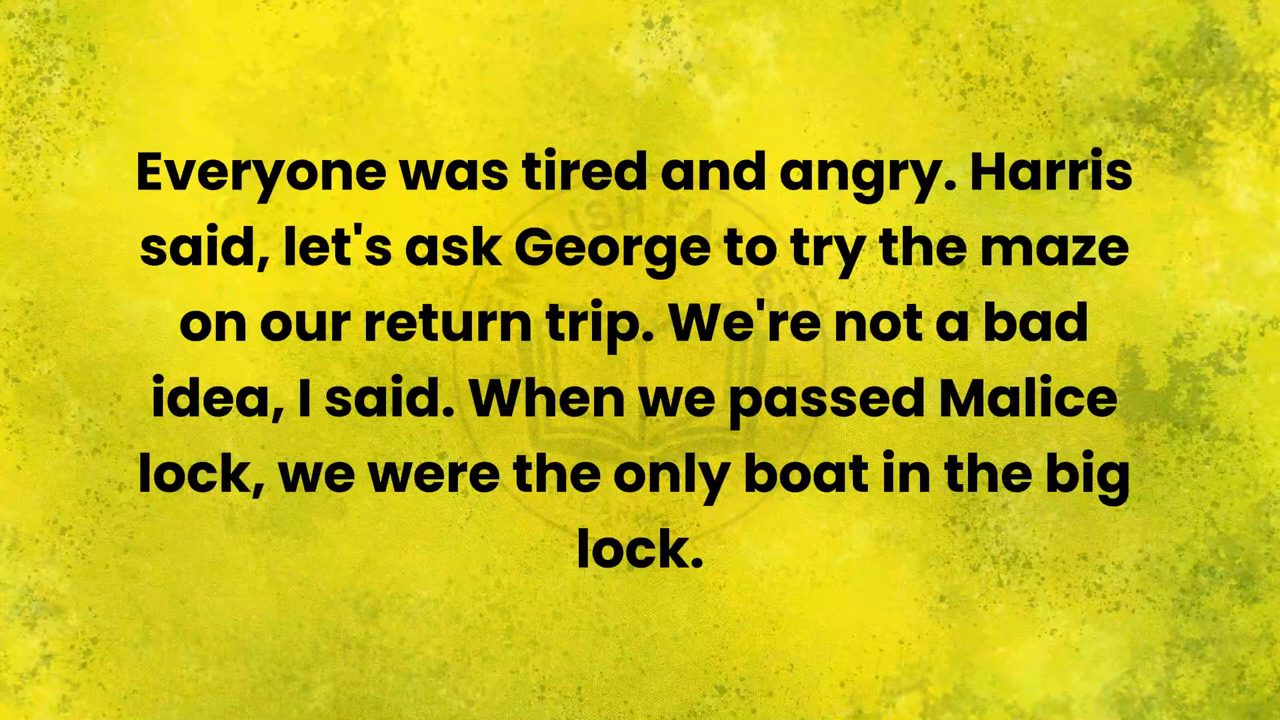 Everyone was tired and angry. Harris
said, let's ask George to try the maze
on our return trip. We're not a bad
idea, I said. When we passed Malice
lock, we were the only boat in the big
lock.